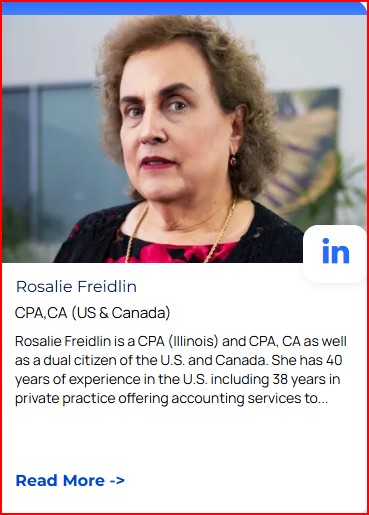 in
Rosalie Freidlin
CPA,CA (US & Canada)
Rosalie Freidlin is a CPA (Illinois) and CPA, CA as well
as a dual citizen of the U.S. and Canada. She has 40
years of experience in the U.S. including 38 years in
private practice offering accounting services to...
Read More ->